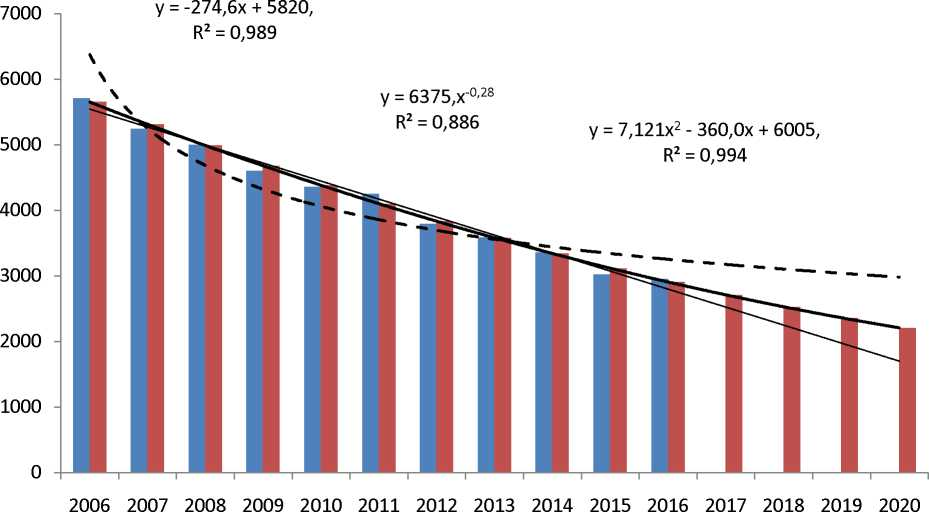 y = -274,6x + 5820,
R² = 0,989
y = 6375,x^-0,28
R² = 0,886
y = 7,121x² - 360,0x + 6005,
R² = 0,994
7000
6000
5000
4000
3000
2000
1000
0
2006 2007 2008 2009 2010 2011 2012 2013 2014 2015 2016 2017 2018 2019 2020